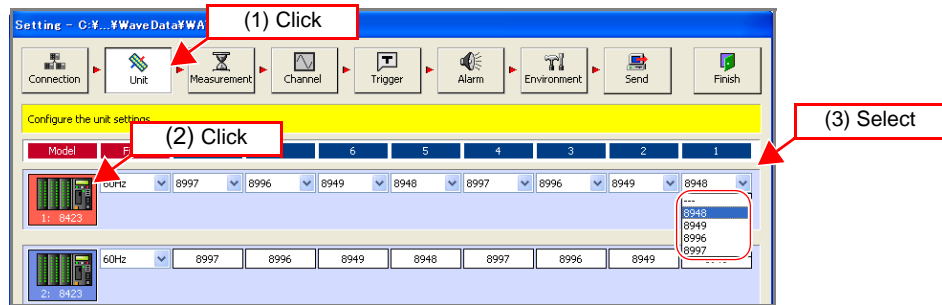 Setting - C:¥...¥WaveData¥WA
(1) Click
Connection
Unit
Measurement
Channel
Trigger
Alarm
Environment
Send
Finish
Configure the unit settings
(2) Click
(3) Select
Model F 6 5 4 3 2 1
60Hz 8997 8996 8949 8948 8997 8996 8949 8948
---
8948
8949
8996
8997
1: 8423
60Hz 8997 8996 8949 8948 8997 8996 8949
2: 8423